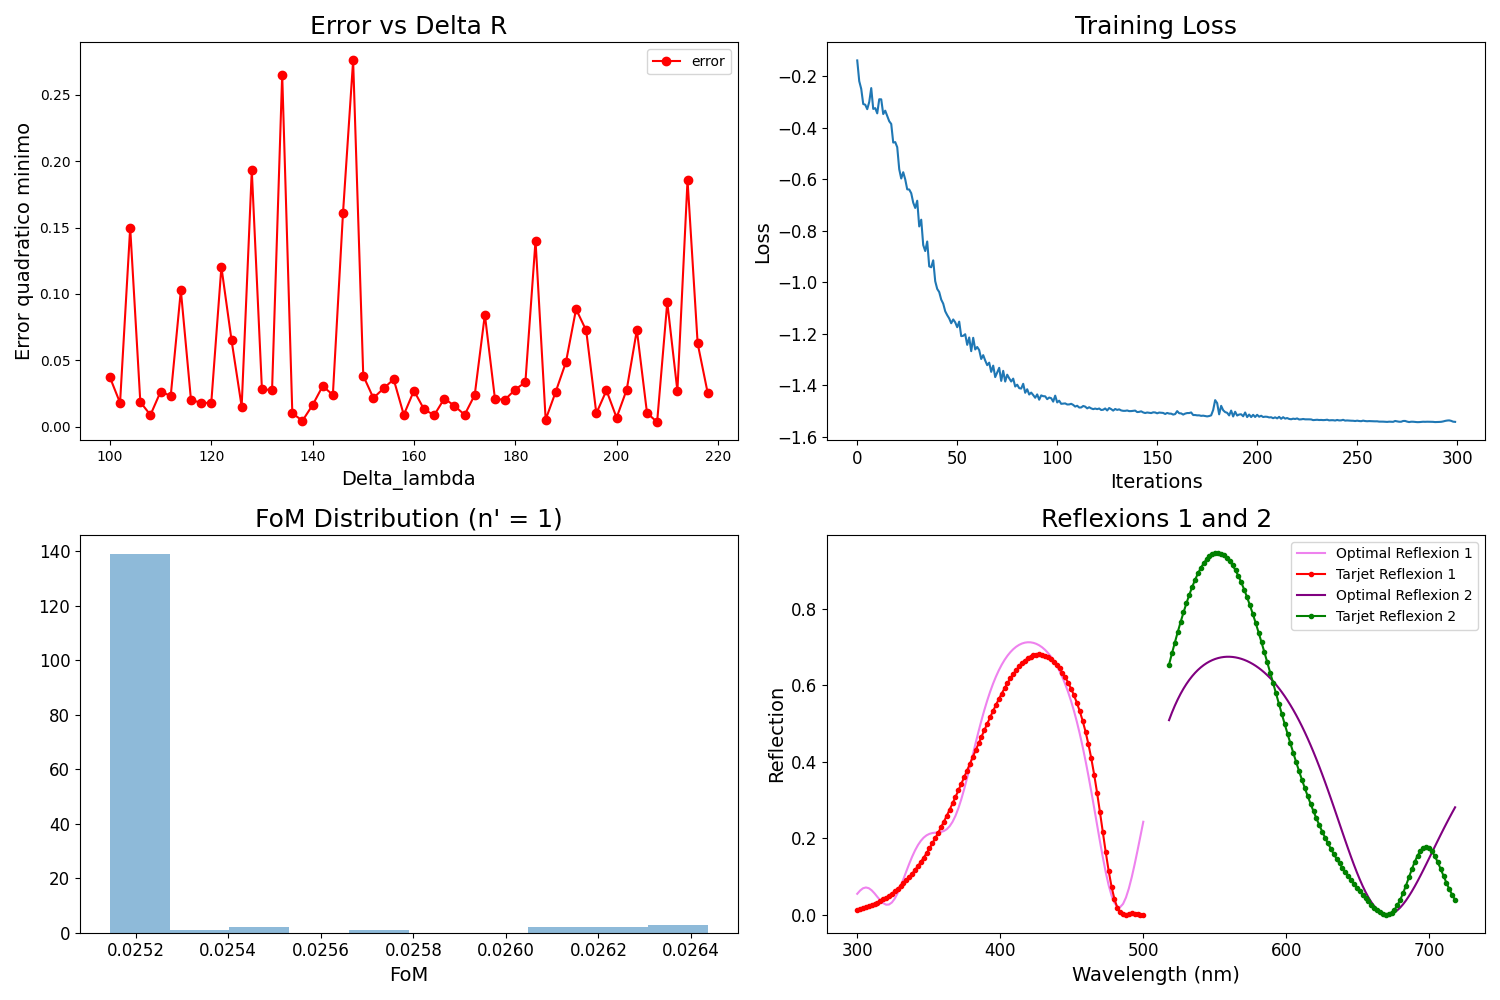 Error vs Delta R
error
Error quadratico minimo
0.25
0.20
0.15
0.10
0.05
0.00
100 120 140 160 180 200 220
Delta_lambda
Training Loss
Loss
−0.2
−0.4
−0.6
−0.8
−1.0
−1.2
−1.4
−1.6
0 50 100 150 200 250 300
Iterations
FoM Distribution (n' = 1)
140
120
100
80
60
40
20
0
0.0252 0.0254 0.0256 0.0258 0.0260 0.0262 0.0264
FoM
Reflexions 1 and 2
Optimal Reflexion 1
Tarjet Reflexion 1
Optimal Reflexion 2
Tarjet Reflexion 2
Reflection
0.8
0.6
0.4
0.2
0.0
300 400 500 600 700
Wavelength (nm)